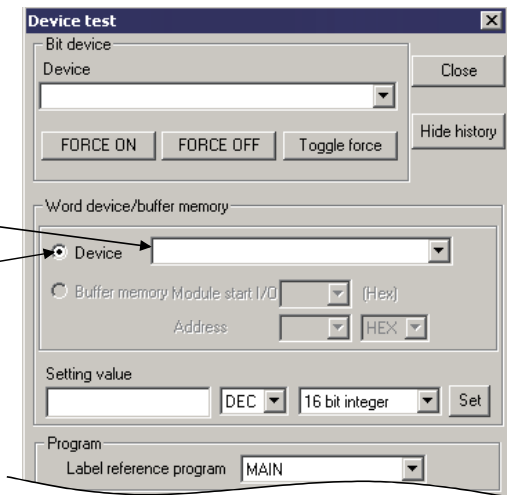 Device test
Bit device
Device
Close
FORCE ON FORCE OFF Toggle force
Hide history
Word device/buffer memory
Device
Buffer memory Module start I/O (Hex)
Address HEX
Setting value
DEC 16 bit integer Set
Program
Label reference program MAIN